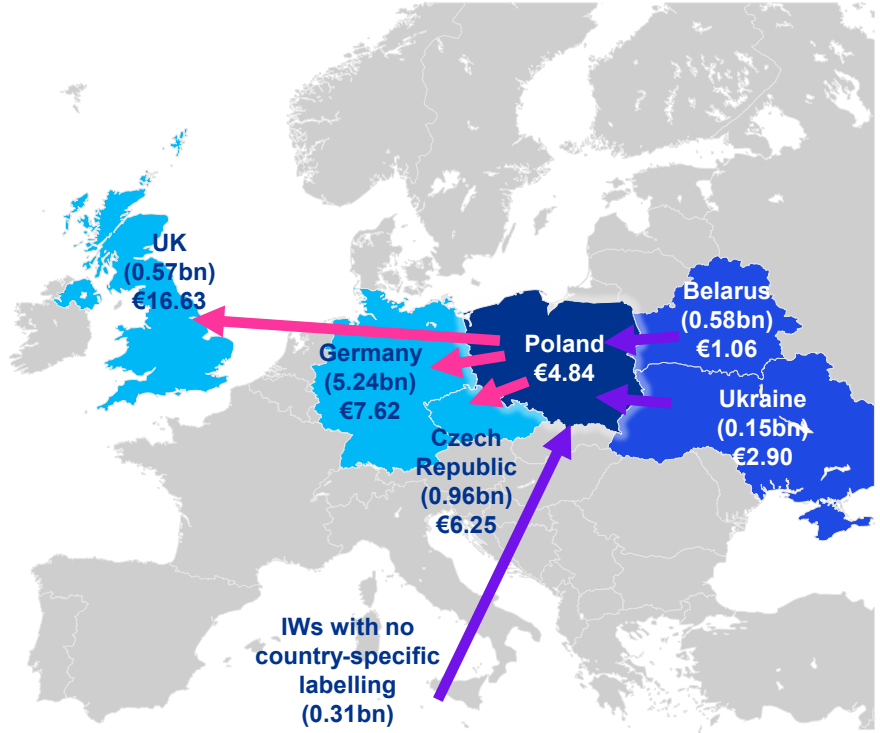 UK
(0.57bn)
€16.63
Germany
(5.24bn)
€7.62
Czech
Republic
(0.96bn)
€6.25
Poland
€4.84
Belarus
(0.58bn)
€1.06
Ukraine
(0.15bn)
€2.90
IWs with no
country-specific
labelling
(0.31bn)